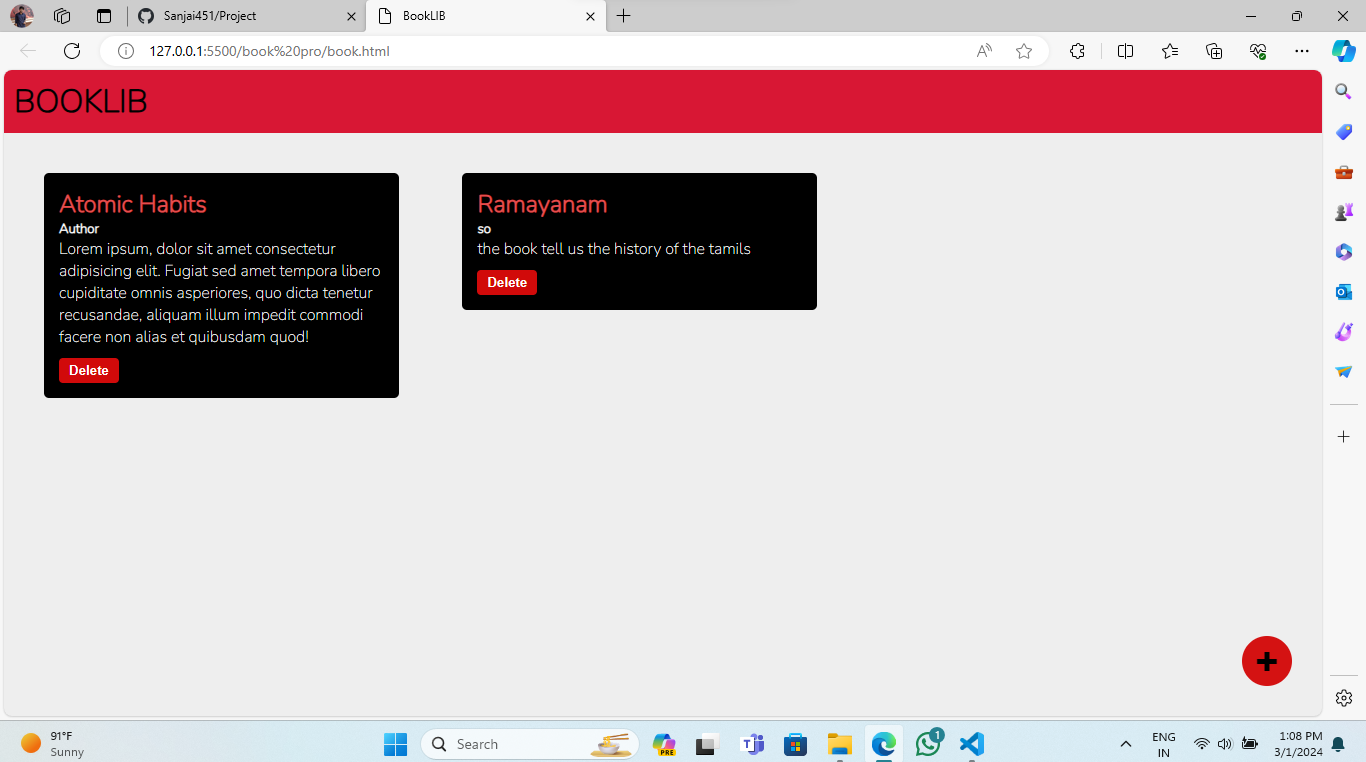 Sanjai451/Project
BookLIB
127.0.0.1:5500/book%20pro/book.html
BOOKLIB
Atomic Habits
Author
Lorem ipsum, dolor sit amet consectetur
adipisicing elit. Fugiat sed amet tempora libero
cupiditate omnis asperiores, quo dicta tenetur
recusandae, aliquam illum impedit commodi
facere non alias et quibusdam quod!
Delete
Ramayanam
so
the book tell us the history of the tamils
Delete
+
91°F
Sunny
Search
PRE
1
ENG
IN
1:08 PM
3/1/2024